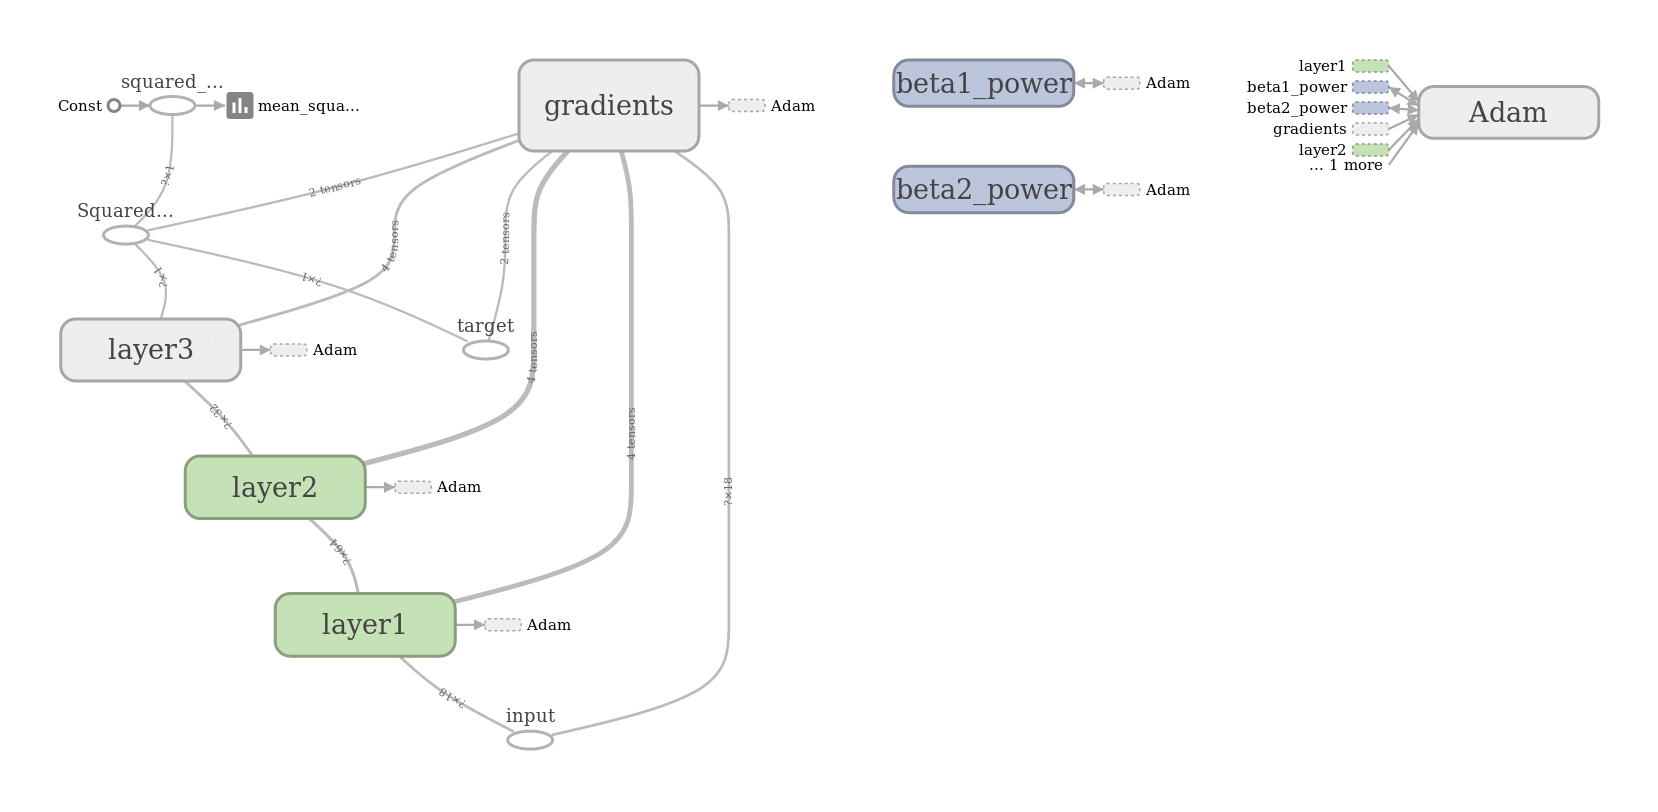 squared_...
Const
mean_squa...
gradients
Adam
?×1
2 tensors
Squared...
4 tensors
2 tensors
?×1
?×1
target
layer3
Adam
4 tensors
?×32
layer2
Adam
4 tensors
?×18
?×64
layer1
Adam
?×18
input
beta1_power
Adam
beta2_power
Adam
layer1
beta1_power
beta2_power
gradients
layer2
... 1 more
Adam